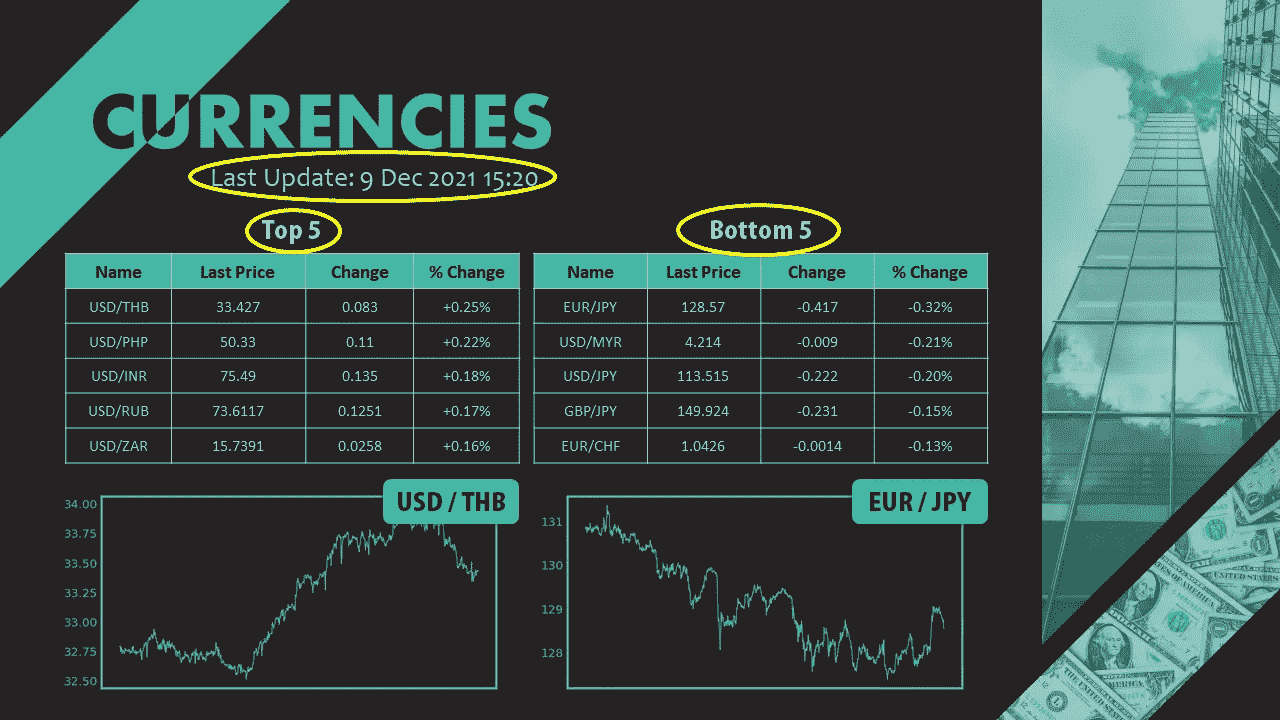 CURRENCIES
Last Update: 9 Dec 2021 15:20
Top 5
Name Last Price Change % Change
USD/THB 33.427 0.083 +0.25%
USD/PHP 50.33 0.11 +0.22%
USD/INR 75.49 0.135 +0.18%
USD/RUB 73.6117 0.1251 +0.17%
USD/ZAR 15.7391 0.0258 +0.16%
Bottom 5
Name Last Price Change % Change
EUR/JPY 128.57 -0.417 -0.32%
USD/MYR 4.214 -0.009 -0.21%
USD/JPY 113.515 -0.222 -0.20%
GBP/JPY 149.924 -0.231 -0.15%
EUR/CHF 1.0426 -0.0014 -0.13%
USD / THB
34.00
33.75
33.50
33.25
33.00
32.75
32.50
EUR / JPY
131
130
129
128
UNITED STATES